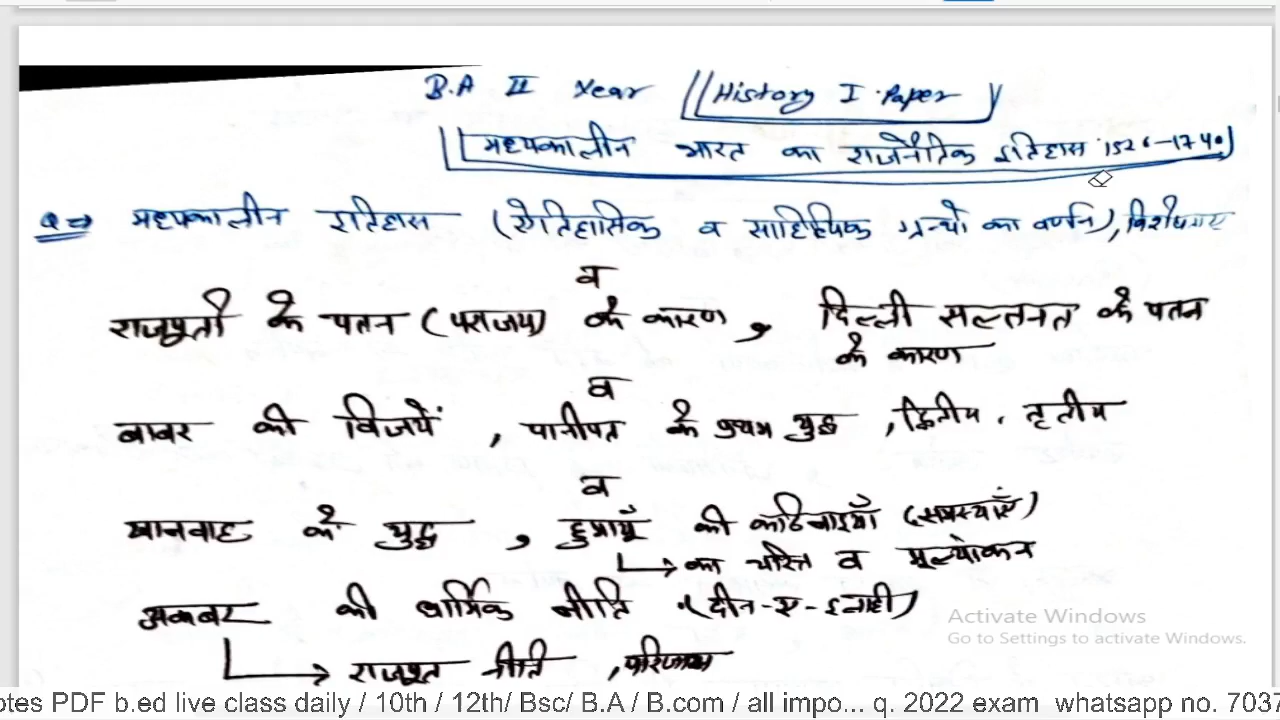 B.A II Year History I Paper
मध्यकालीन भारत का राजनैतिक इतिहास 1526-1740
Q⇒ मध्यकालीन इतिहास (ऐतिहासिक व साहित्यिक ग्रन्थो का वर्णन), विशेषताए
व
राजपूतो के पतन (पराजय) के कारण, दिल्ली सल्तनत के पतन
के कारण
व
बाबर की विजयें, पानीपत के प्रथम युद्ध, द्वितीय, तृतीय
व
खानवाह के युद्ध, हुमायूँ की कठिनाइयाँ (समस्याएँ)
↳ का चरित्र व मूल्यांकन
अकबर की धार्मिक नीति (दीन-ए-इलाही)
↳ राजपूत नीति, परिणाम
Activate Windows
Go to Settings to activate Windows.
otes PDF b.ed live class daily / 10th / 12th/ Bsc/ B.A / B.com / all impo... q. 2022 exam whatsapp no. 7037